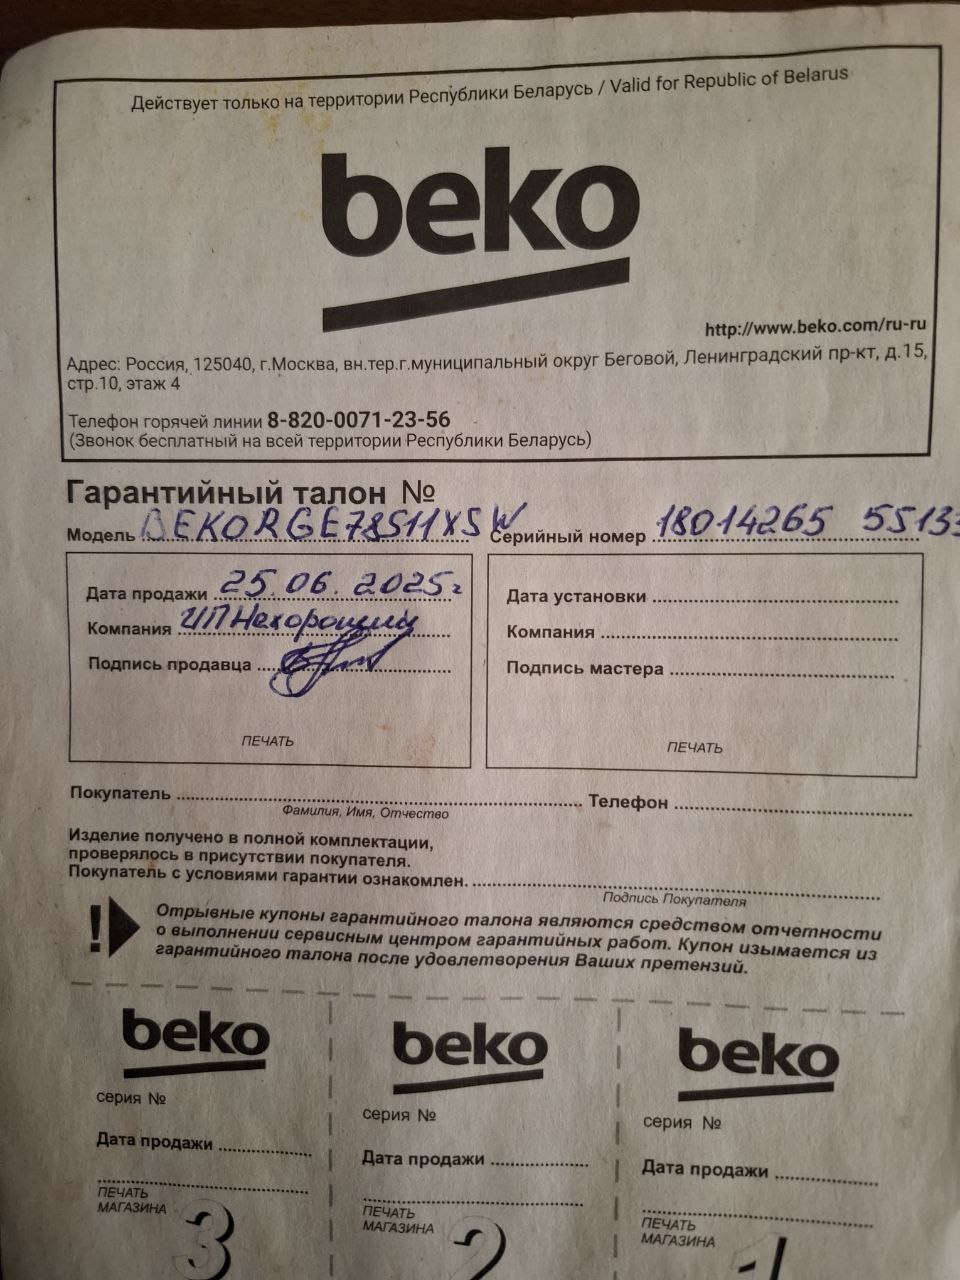 Действует только на территории Республики Беларусь / Valid for Republic of Belarus
beko
http://www.beko.com/ru-ru
Адрес: Россия, 125040, г.Москва, вн.тер.г.муниципальный округ Беговой, Ленинградский пр-кт, д.15,
стр.10, этаж 4
Телефон горячей линии 8-820-0071-23-56
(Звонок бесплатный на всей территории Республики Беларусь)
Гарантийный талон №
Модель BEKO RGE78511XSW Серийный номер 18014265 5513
Дата продажи 25.06.2025г
Компания ИП
Подпись продавца
ПЕЧАТЬ
Дата установки
Компания
Подпись мастера
ПЕЧАТЬ
Покупатель Телефон
Фамилия, Имя, Отчество
Изделие получено в полной комплектации,
проверялось в присутствии покупателя.
Покупатель с условиями гарантии ознакомлен.
Подпись Покупателя
! Отрывные купоны гарантийного талона являются средством отчетности
о выполнении сервисным центром гарантийных работ. Купон изымается из
гарантийного талона после удовлетворения Ваших претензий.
beko
серия №
Дата продажи
ПЕЧАТЬ
МАГАЗИНА
3
beko
серия №
Дата продажи
ПЕЧАТЬ
МАГАЗИНА
2
beko
серия №
Дата продажи
ПЕЧАТЬ
МАГАЗИНА
1